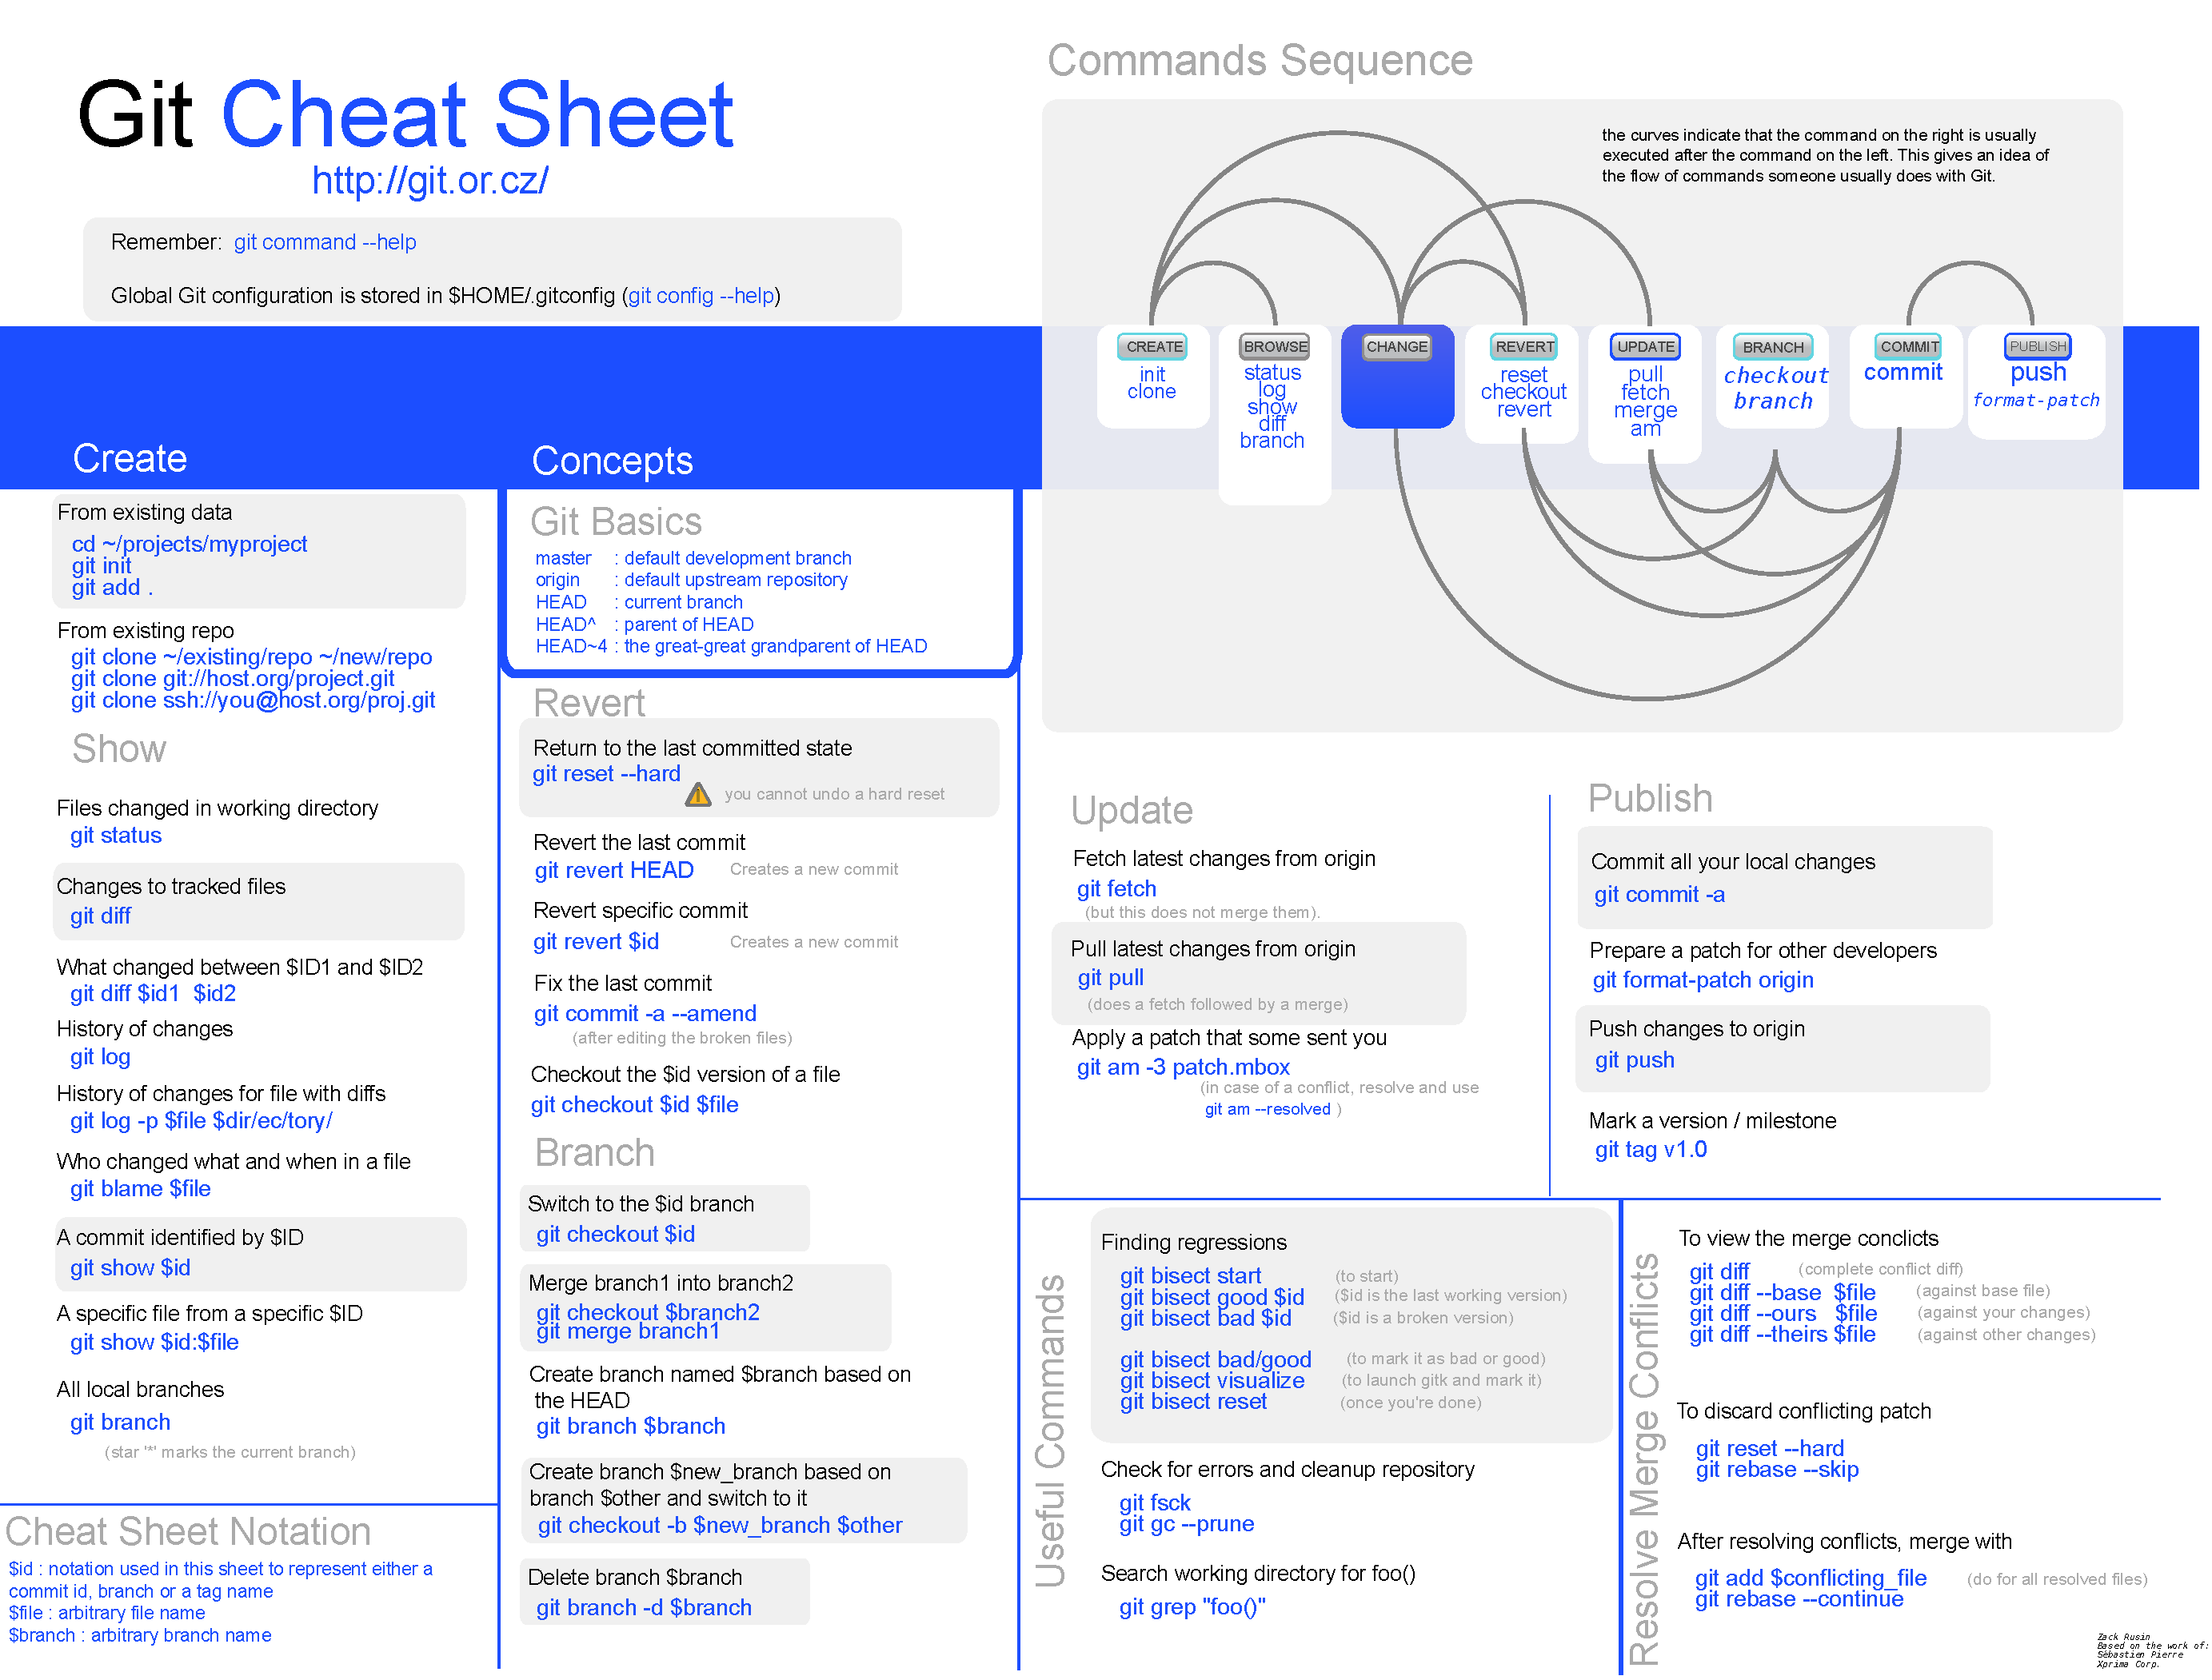 Git Cheat Sheet
http://git.or.cz/
Remember: git command --help
Global Git configuration is stored in $HOME/.gitconfig (git config --help)
Commands Sequence
the curves indicate that the command on the right is usually
executed after the command on the left. This gives an idea of
the flow of commands someone usually does with Git.
CREATE
init
clone
BROWSE
status
log
show
diff
branch
CHANGE
REVERT
reset
checkout
revert
UPDATE
pull
fetch
merge
am
BRANCH
checkout
branch
COMMIT
commit
PUBLISH
push
format-patch
Create
From existing data
cd ~/projects/myproject
git init
git add .
From existing repo
git clone ~/existing/repo ~/new/repo
git clone git://host.org/project.git
git clone ssh://you@host.org/proj.git
Show
Files changed in working directory
git status
Changes to tracked files
git diff
What changed between $ID1 and $ID2
git diff $id1 $id2
History of changes
git log
History of changes for file with diffs
git log -p $file $dir/ec/tory/
Who changed what and when in a file
git blame $file
A commit identified by $ID
git show $id
A specific file from a specific $ID
git show $id:$file
All local branches
git branch
(star '*' marks the current branch)
Cheat Sheet Notation
$id : notation used in this sheet to represent either a
commit id, branch or a tag name
$file : arbitrary file name
$branch : arbitrary branch name
Concepts
Git Basics
master : default development branch
origin : default upstream repository
HEAD : current branch
HEAD^ : parent of HEAD
HEAD~4 : the great-great grandparent of HEAD
Revert
Return to the last committed state
git reset --hard
you cannot undo a hard reset
Revert the last commit
git revert HEAD Creates a new commit
Revert specific commit
git revert $id Creates a new commit
Fix the last commit
git commit -a --amend
(after editing the broken files)
Checkout the $id version of a file
git checkout $id $file
Branch
Switch to the $id branch
git checkout $id
Merge branch1 into branch2
git checkout $branch2
git merge branch1
Create branch named $branch based on
the HEAD
git branch $branch
Create branch $new_branch based on
branch $other and switch to it
git checkout -b $new_branch $other
Delete branch $branch
git branch -d $branch
Update
Fetch latest changes from origin
git fetch
(but this does not merge them).
Pull latest changes from origin
git pull
(does a fetch followed by a merge)
Apply a patch that some sent you
git am -3 patch.mbox
(in case of a conflict, resolve and use
git am --resolved )
Publish
Commit all your local changes
git commit -a
Prepare a patch for other developers
git format-patch origin
Push changes to origin
git push
Mark a version / milestone
git tag v1.0
Useful Commands
Finding regressions
git bisect start (to start)
git bisect good $id ($id is the last working version)
git bisect bad $id ($id is a broken version)
git bisect bad/good (to mark it as bad or good)
git bisect visualize (to launch gitk and mark it)
git bisect reset (once you're done)
Check for errors and cleanup repository
git fsck
git gc --prune
Search working directory for foo()
git grep "foo()"
Resolve Merge Conflicts
To view the merge conclicts
git diff (complete conflict diff)
git diff --base $file (against base file)
git diff --ours $file (against your changes)
git diff --theirs $file (against other changes)
To discard conflicting patch
git reset --hard
git rebase --skip
After resolving conflicts, merge with
git add $conflicting_file (do for all resolved files)
git rebase --continue
Zack Rusin
Based on the work of:
Sébastien Pierre
Xprima Corp.